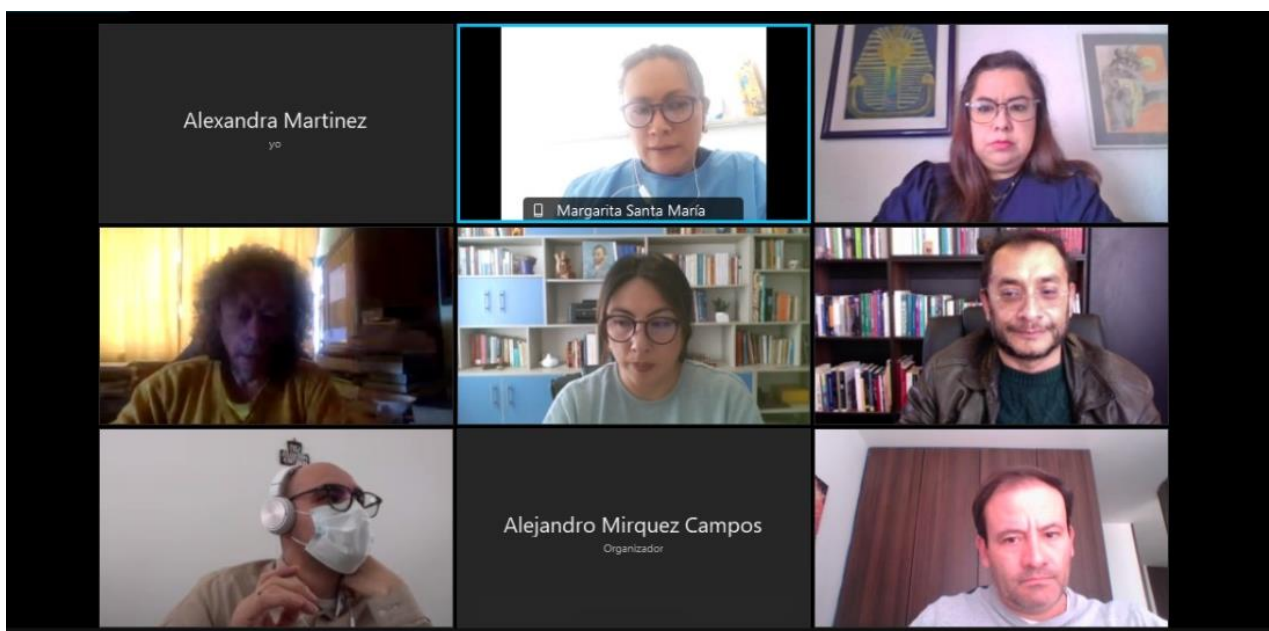 Alexandra Martinez
yo
Margarita Santa María
Alejandro Mirquez Campos
Organizador